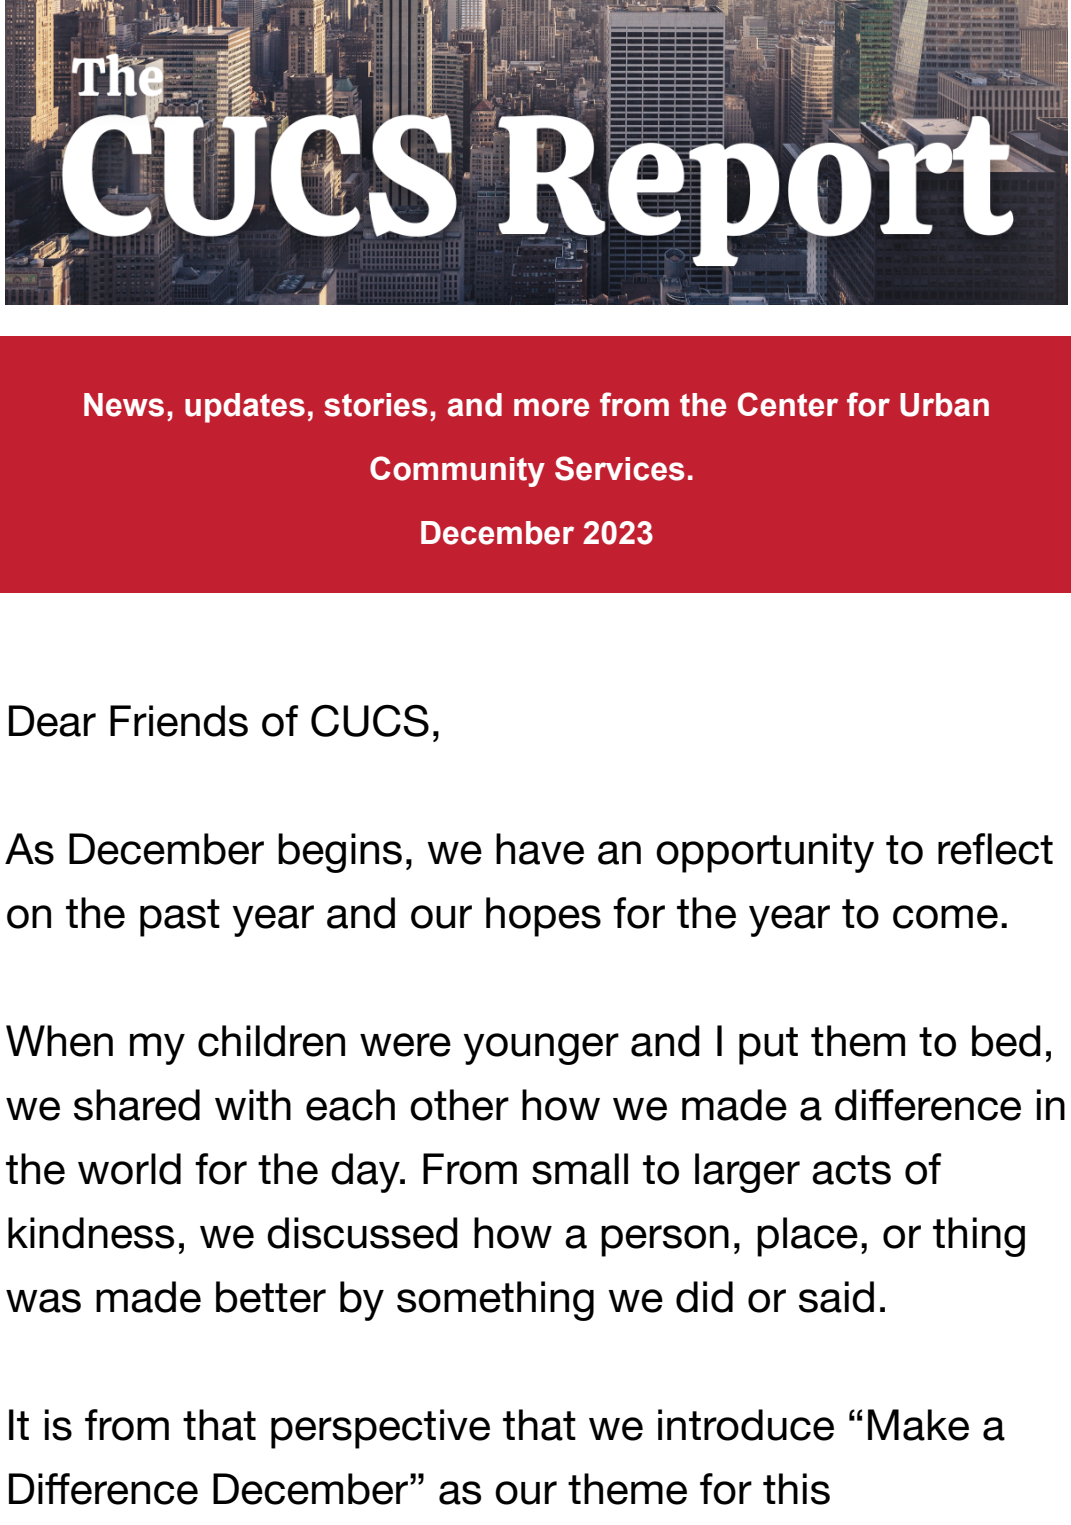 The
CUCS Report
News, updates, stories, and more from the Center for Urban
Community Services.
December 2023
Dear Friends of CUCS,
As December begins, we have an opportunity to reflect
on the past year and our hopes for the year to come.
When my children were younger and I put them to bed,
we shared with each other how we made a difference in
the world for the day. From small to larger acts of
kindness, we discussed how a person, place, or thing
was made better by something we did or said.
It is from that perspective that we introduce “Make a
Difference December” as our theme for this